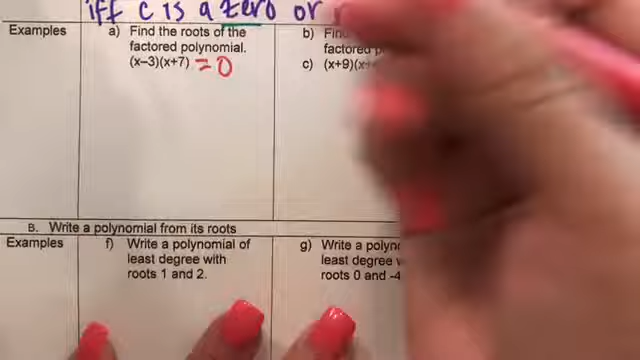 iff c is a zero or
Examples
a) Find the roots of the
factored polynomial.
(x–3)(x+7) = 0
b)
factored
c) (x+9)
B. Write a polynomial from its roots
Examples
f) Write a polynomial of
least degree with
roots 1 and 2.
g) Write a
least degree
roots 0 and -4